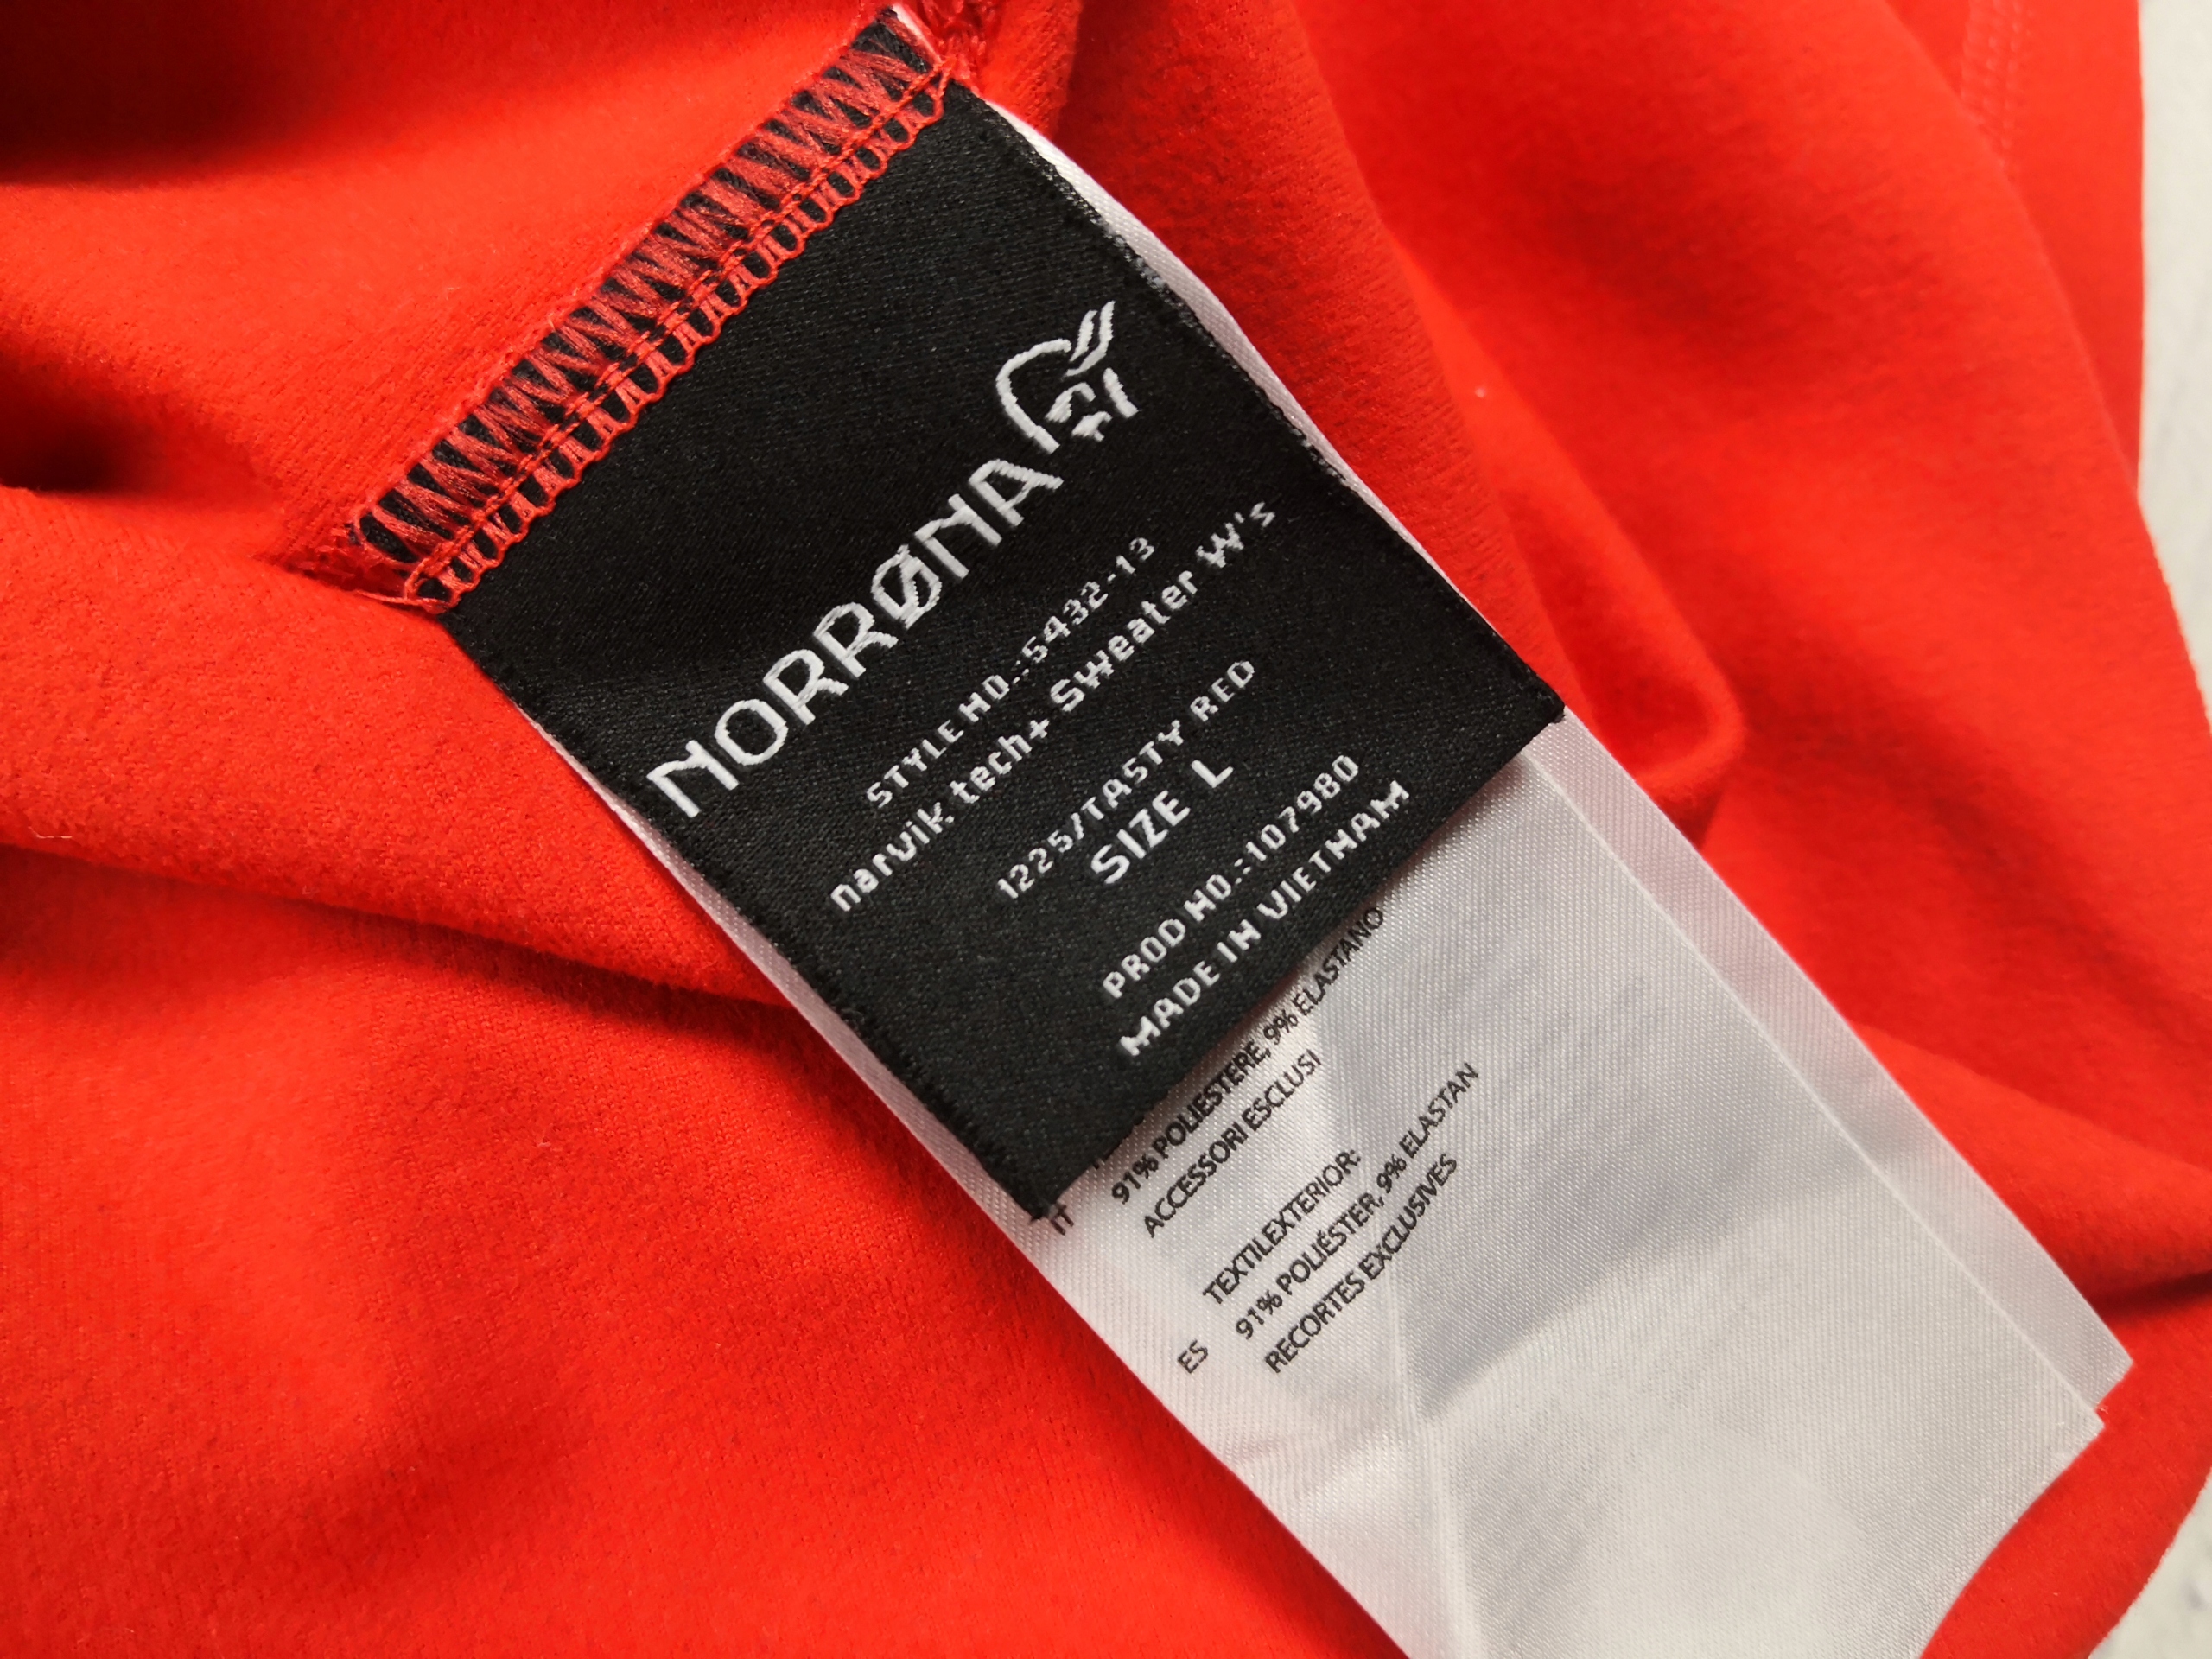 NORRØNA
STYLE NO.:5432-13
narvik tech+ Sweater W's
1225/TASTY RED
SIZE L
PROD NO.:107980
MADE IN VIETNAM
IT
91% POLIESTERE, 9% ELASTANO
ACCESSORI ESCLUSI
TEXTILEXTERIOR:
ES 91% POLIÉSTER, 9% ELASTAN
RECORTES EXCLUSIVES